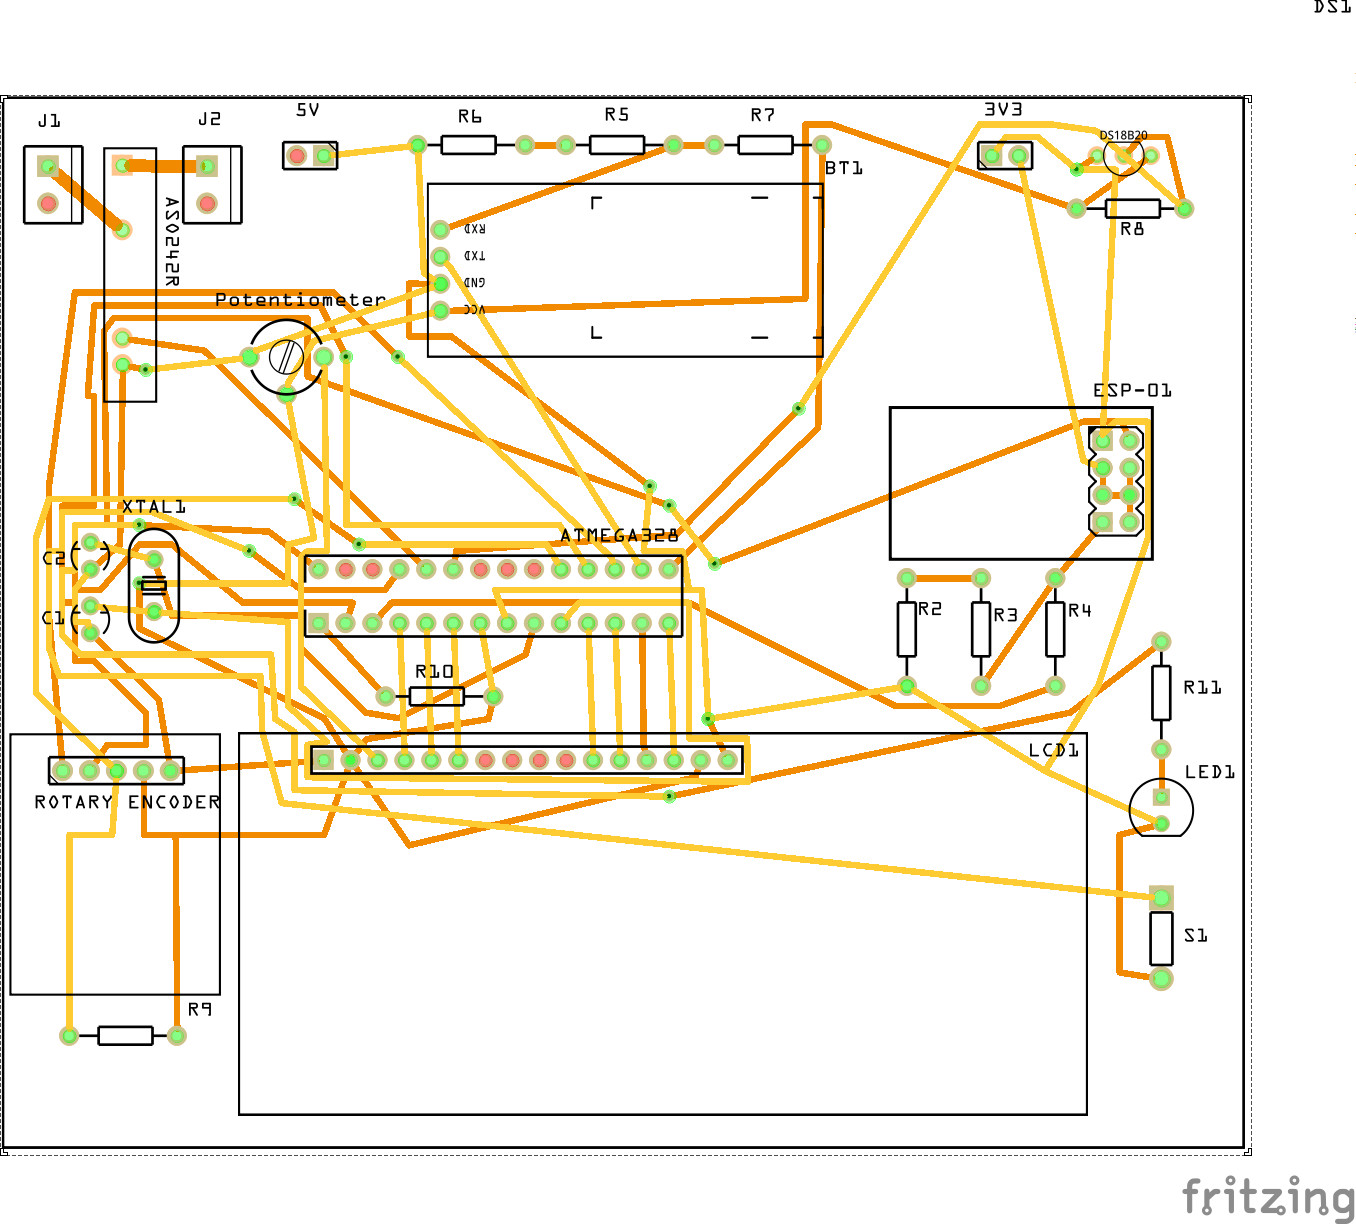 DS1
J1
J2
5V
R6
R5
R7
3V3
DS18B20
BT1
ASO242R
RXD
TXD
GND
VCC
R8
Potentiometer
ESP-01
XTAL1
ATMEGA328
C2
C1
R2
R3
R4
R10
R11
LCD1
LED1
ROTARY ENCODER
S1
R9
fritzing